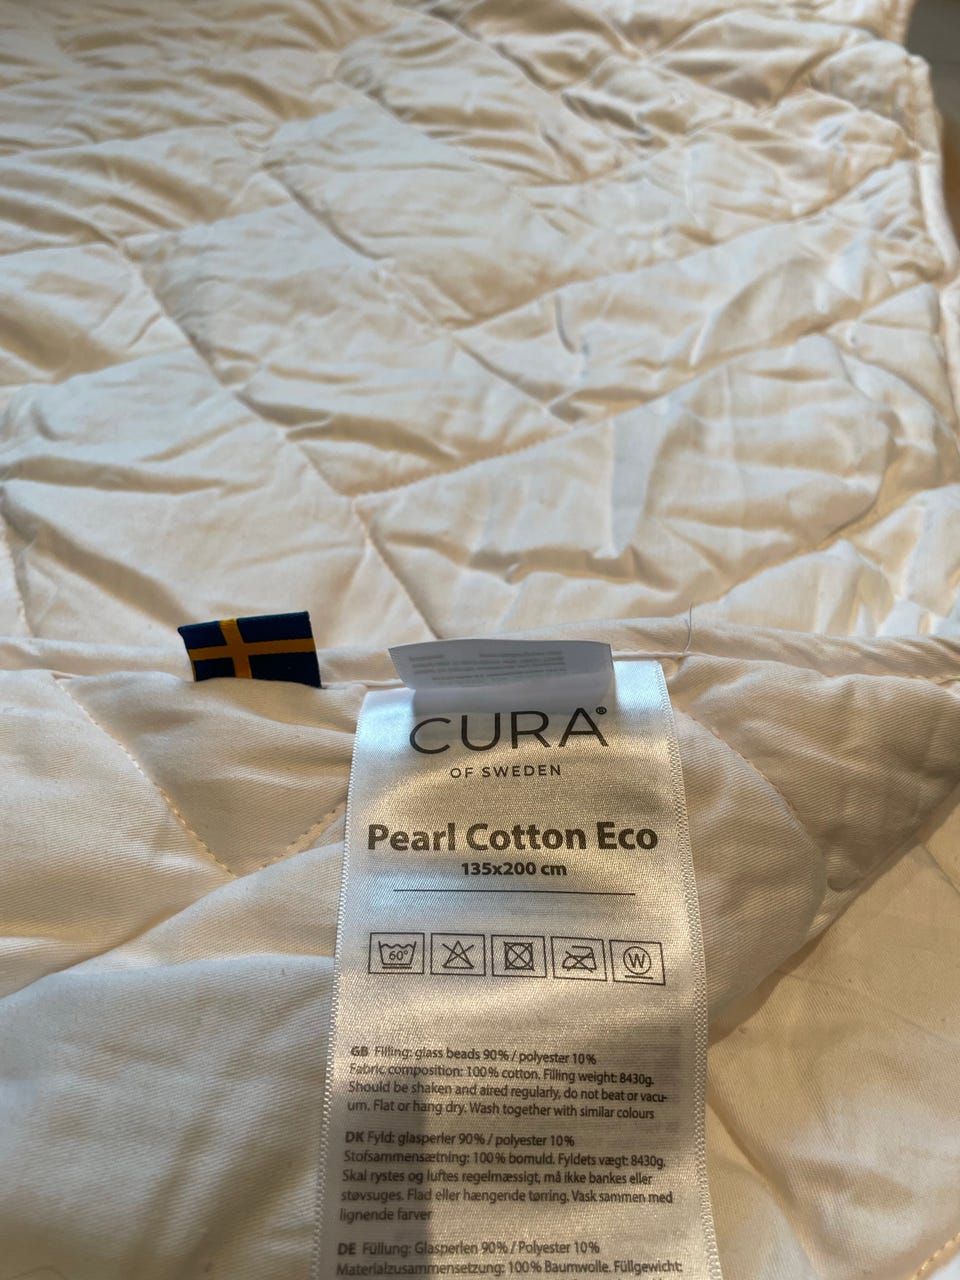 CURA®
OF SWEDEN
Pearl Cotton Eco
135x200 cm
60°
W
GB Filling: glass beads 90% / polyester 10%
Fabric composition: 100% cotton. Filling weight: 8430g.
Should be shaken and aired regularly, do not beat or vacu-
um. Flat or hang dry. Wash together with similar colours
DK Fyld: glasperler 90% / polyester 10%
Stofsammensætning: 100% bomuld. Fyldets vægt: 8430g.
Skal rystes og luftes regelmæssigt, må ikke bankes eller
støvsuges. Flad eller hængende tørring. Vask sammen med
lignende farver
DE Füllung: Glasperlen 90% / Polyester 10%
Materialzusammensetzung: 100% Baumwolle. Füllgewicht: